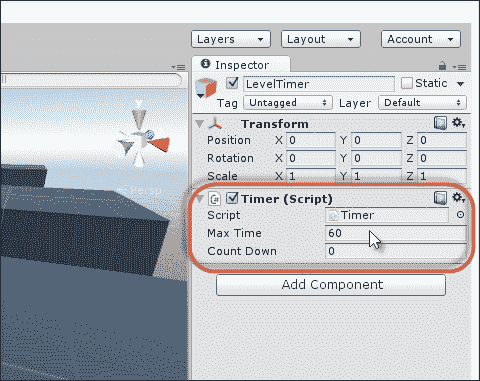 Layers Layout Account
Inspector
LevelTimer Static
Tag Untagged Layer Default
Transform
Position X 0 Y 0 Z 0
Rotation X 0 Y 0 Z 0
Scale X 1 Y 1 Z 1
Persp
Timer (Script)
Script Timer
Max Time 60
Count Down 0
Add Component